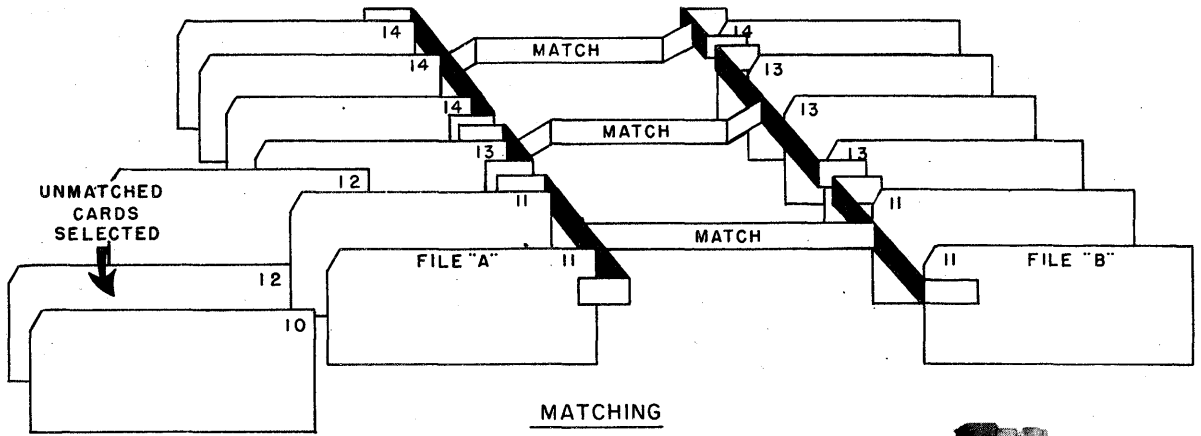 14
14
14
13
12
11
11
FILE "A"
UNMATCHED
CARDS
SELECTED
12
10
MATCH
MATCH
MATCH
14
13
13
13
11
11
FILE "B"
MATCHING